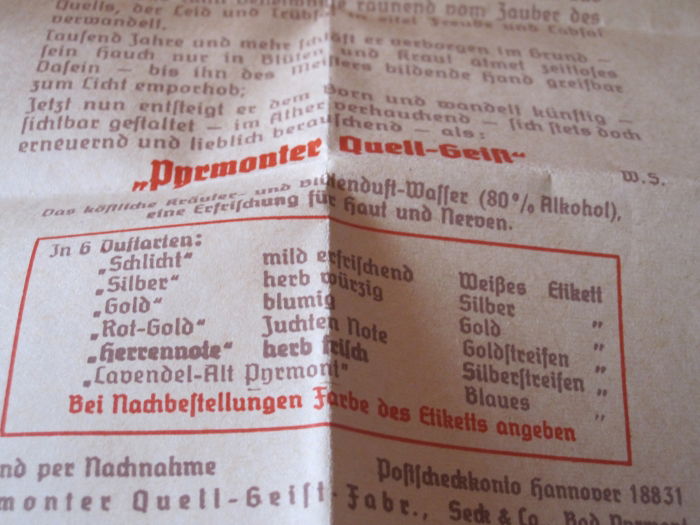 Quells, der Leid und Trübs in eitel Freude und Labsal
verwandelt.
Tausend Jahre und mehr schläft er verborgen im Grund –
sein Hauch nur in Blüten und Kraut atmet zeitloses
Dasein – bis ihn des Meisters bildende Hand greifbar
zum Licht emporhob;
Jetzt nun entsteigt er dem Born und wandelt künftig –
sichtbar gestaltet – im Äther verhauchend – sich stets doch
erneuernd und lieblich berauschend – als:
„Pyrmonter Quell-Geist“
W.S.
Das köstliche Kräuter- und Blütenduft-Wasser (80% Alkohol),
eine Erfrischung für Haut und Nerven.
In 6 Duftarten:
„Schlicht“ mild erfrischend Weißes Etikett
„Silber“ herb würzig Silber "
„Gold“ blumig Gold "
„Rot-Gold“ Juchten Note Goldstreifen "
„Herrennote“ herb frisch Silberstreifen "
„Lavendel-Alt Pyrmont“ Blaues "
Bei Nachbestellungen Farbe des Etiketts angeben
nd per Nachnahme Postscheckkonto Hannover 18831
monter Quell-Geist-Fabr., Seck & Co. Bad